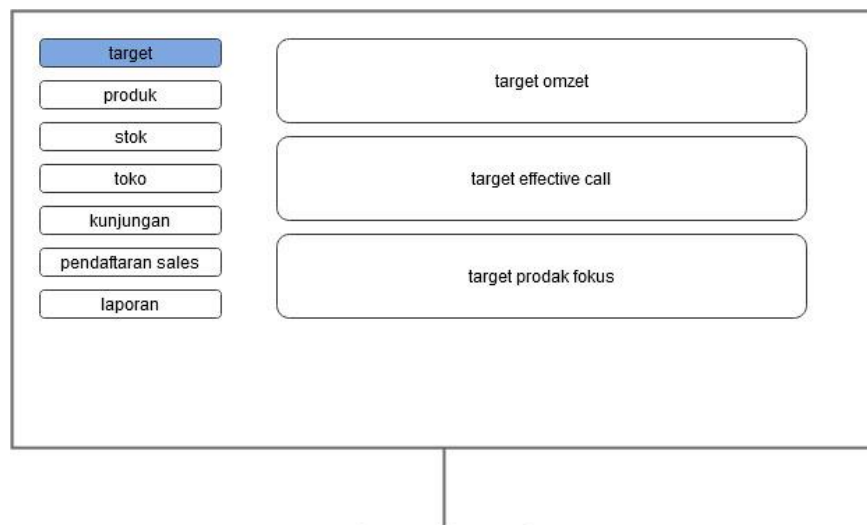 target
produk
stok
toko
kunjungan
pendaftaran sales
laporan
target omzet
target effective call
target prodak fokus